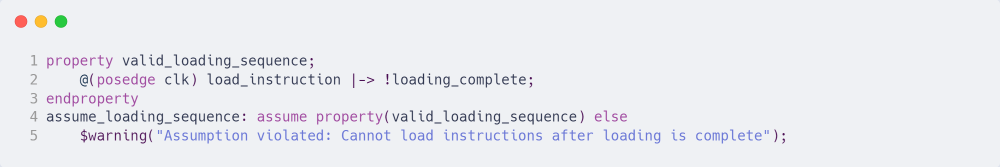 1 property valid_loading_sequence;
2     @(posedge clk) load_instruction |-> !loading_complete;
3 endproperty
4 assume_loading_sequence: assume property(valid_loading_sequence) else
5     $warning("Assumption violated: Cannot load instructions after loading is complete");